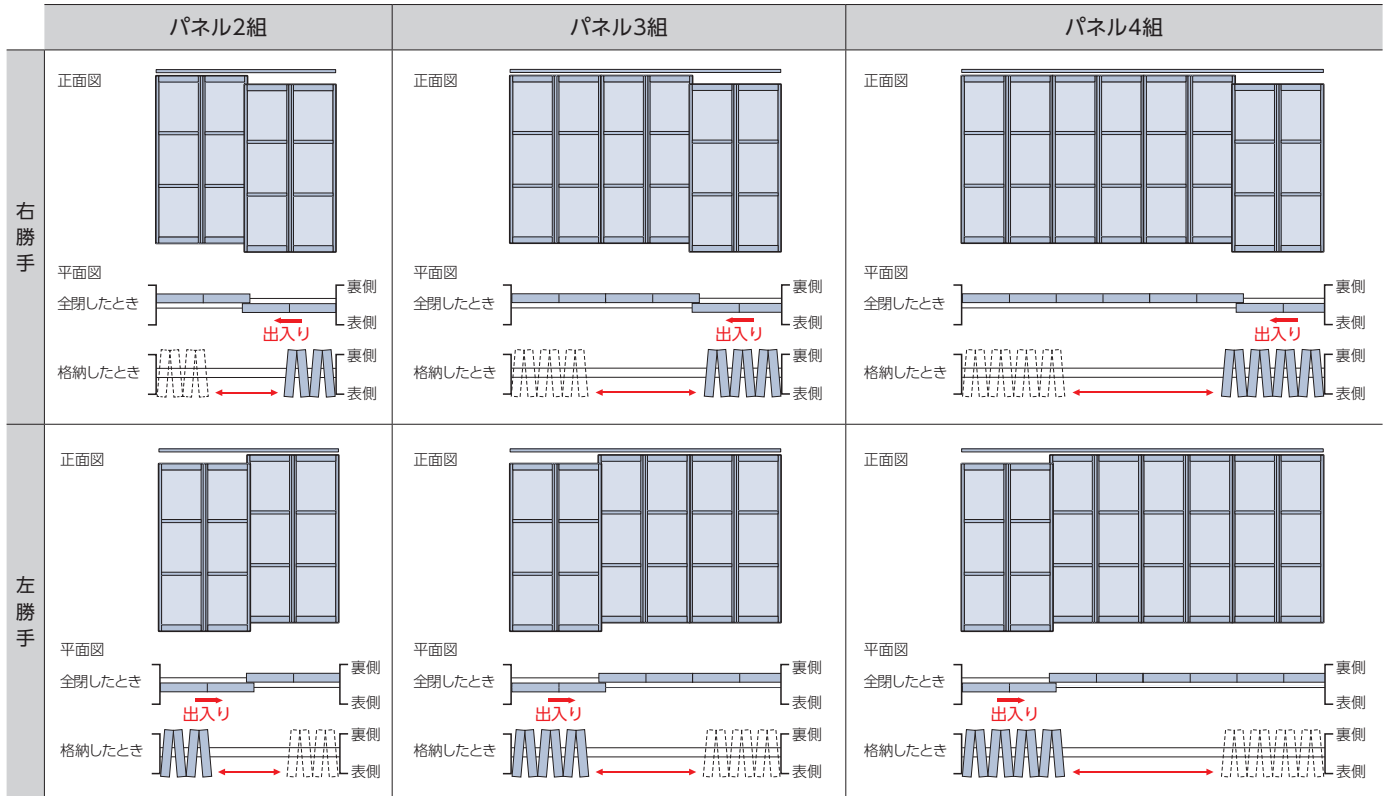 パネル2組
パネル3組
パネル4組
右勝手
正面図
平面図
全閉したとき
裏側
表側
出入り
格納したとき
裏側
表側
正面図
平面図
全閉したとき
裏側
表側
出入り
格納したとき
裏側
表側
正面図
平面図
全閉したとき
裏側
表側
出入り
格納したとき
裏側
表側
左勝手
正面図
平面図
全閉したとき
裏側
表側
出入り
格納したとき
裏側
表側
正面図
平面図
全閉したとき
裏側
表側
出入り
格納したとき
裏側
表側
正面図
平面図
全閉したとき
裏側
表側
出入り
格納したとき
裏側
表側